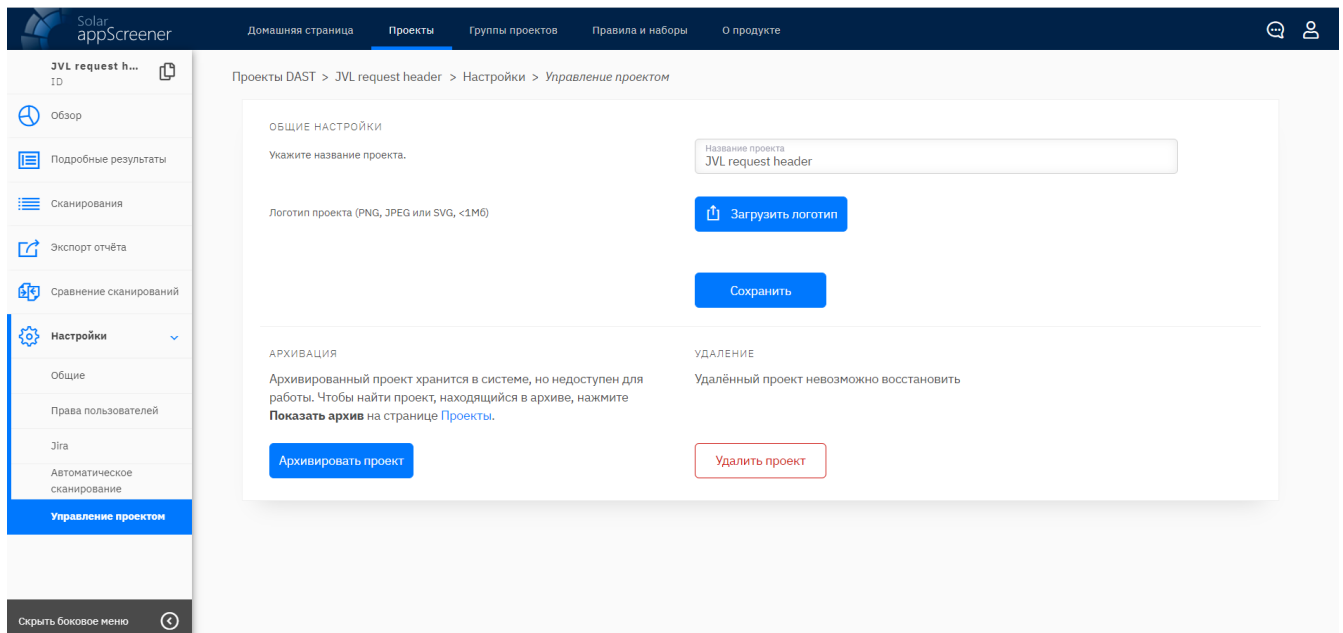 Solar
appScreener
Домашняя страница
Проекты
Группы проектов
Правила и наборы
О продукте
JVL request h...
ID
Обзор
Подробные результаты
Сканирования
Экспорт отчёта
Сравнение сканирований
Настройки
Общие
Права пользователей
Jira
Автоматическое
сканирование
Управление проектом
Скрыть боковое меню
Проекты DAST > JVL request header > Настройки > Управление проектом
ОБЩИЕ НАСТРОЙКИ
Укажите название проекта.
Название проекта
JVL request header
Логотип проекта (PNG, JPEG или SVG, <1Мб)
Загрузить логотип
Сохранить
АРХИВАЦИЯ
Архивированный проект хранится в системе, но недоступен для
работы. Чтобы найти проект, находящийся в архиве, нажмите
Показать архив на странице Проекты.
Архивировать проект
УДАЛЕНИЕ
Удалённый проект невозможно восстановить
Удалить проект